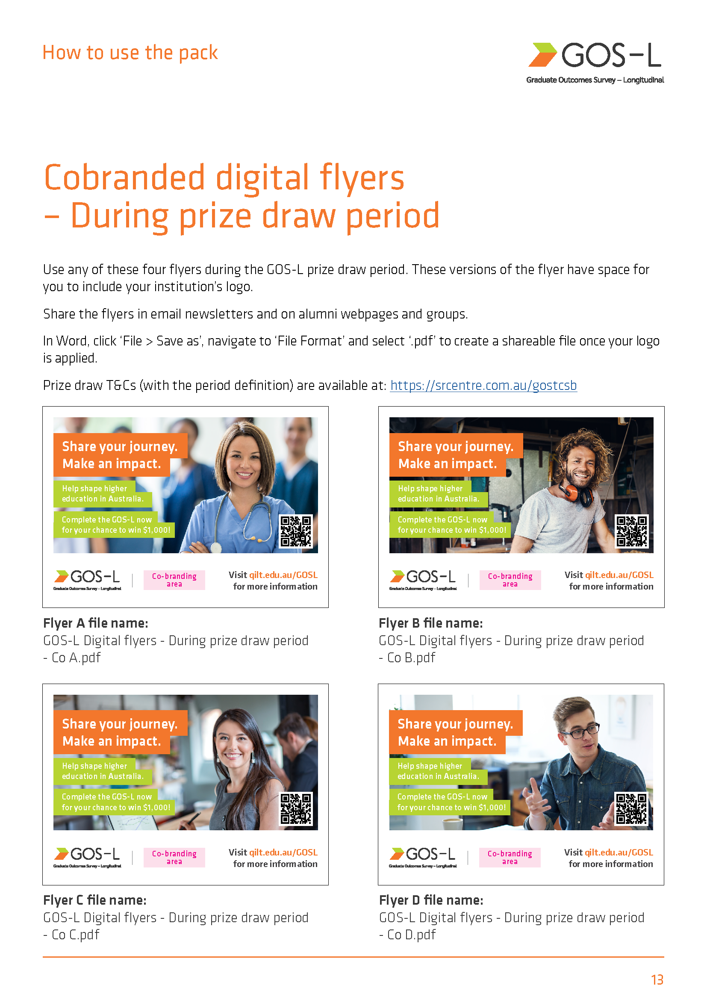 How to use the pack
GOS-L
Graduate Outcomes Survey – Longitudinal
Cobranded digital flyers
– During prize draw period
Use any of these four flyers during the GOS-L prize draw period. These versions of the flyer have space for
you to include your institution’s logo.
Share the flyers in email newsletters and on alumni webpages and groups.
In Word, click ‘File > Save as’, navigate to ‘File Format’ and select ‘.pdf’ to create a shareable file once your logo
is applied.
Prize draw T&Cs (with the period definition) are available at: https://srcentre.com.au/gostcsb
Share your journey.
Make an impact.
Help shape higher
education in Australia.
Complete the GOS-L now
for your chance to win $1,000!
GOS-L
Graduate Outcomes Survey – Longitudinal
Co-branding
area
Visit qilt.edu.au/GOSL
for more information
Flyer A file name:
GOS-L Digital flyers - During prize draw period
- Co A.pdf
Share your journey.
Make an impact.
Help shape higher
education in Australia.
Complete the GOS-L now
for your chance to win $1,000!
GOS-L
Graduate Outcomes Survey – Longitudinal
Co-branding
area
Visit qilt.edu.au/GOSL
for more information
Flyer B file name:
GOS-L Digital flyers - During prize draw period
- Co B.pdf
Share your journey.
Make an impact.
Help shape higher
education in Australia.
Complete the GOS-L now
for your chance to win $1,000!
GOS-L
Graduate Outcomes Survey – Longitudinal
Co-branding
area
Visit qilt.edu.au/GOSL
for more information
Flyer C file name:
GOS-L Digital flyers - During prize draw period
- Co C.pdf
Share your journey.
Make an impact.
Help shape higher
education in Australia.
Complete the GOS-L now
for your chance to win $1,000!
GOS-L
Graduate Outcomes Survey – Longitudinal
Co-branding
area
Visit qilt.edu.au/GOSL
for more information
Flyer D file name:
GOS-L Digital flyers - During prize draw period
- Co D.pdf
13